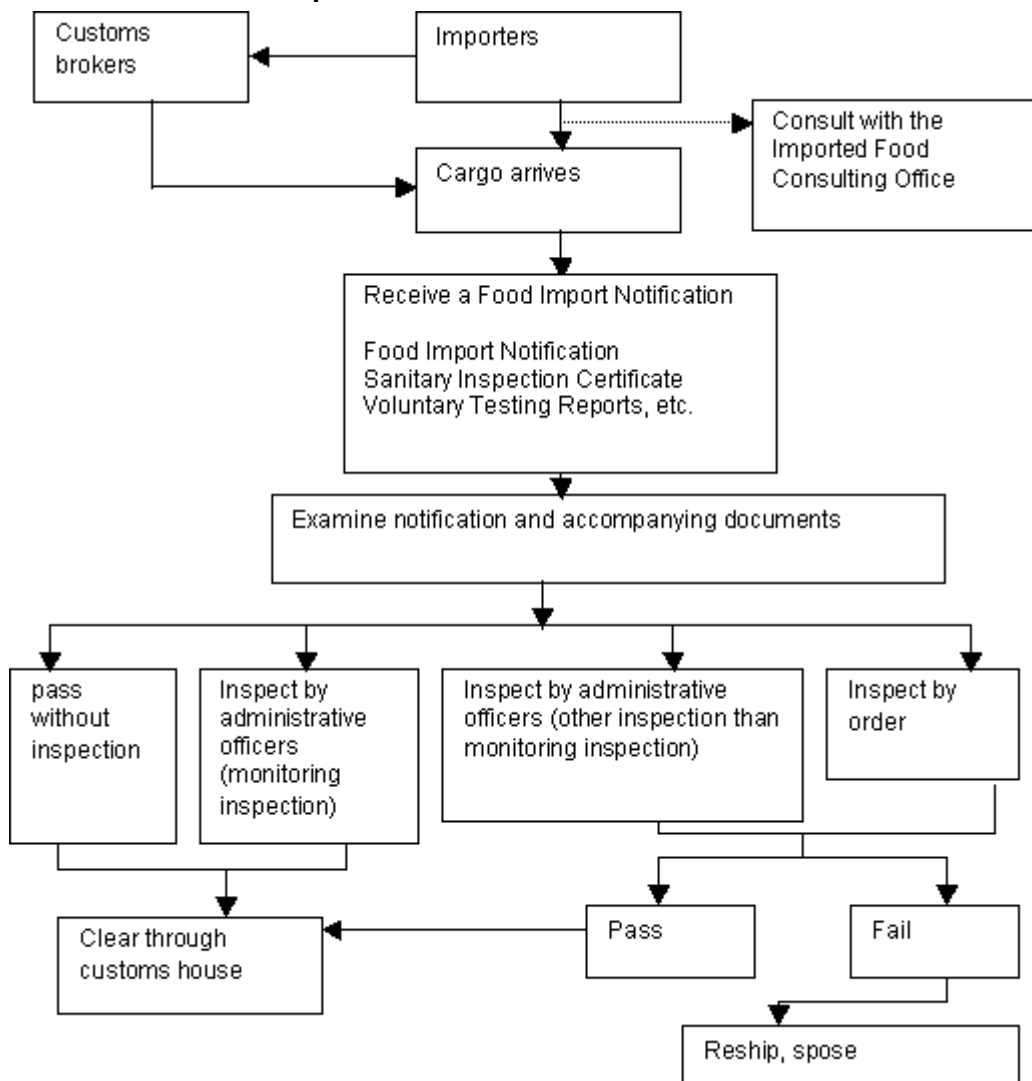 Customs
brokers
Importers
Consult with the
Imported Food
Consulting Office
Cargo arrives
Receive a Food Import Notification
Food Import Notification
Sanitary Inspection Certificate
Voluntary Testing Reports, etc.
Examine notification and accompanying documents
pass
without
inspection
Inspect by
administrative
officers
(monitoring
inspection)
Inspect by administrative
officers (other inspection than
monitoring inspection)
Inspect by
order
Clear through
customs house
Pass
Fail
Reship, spose